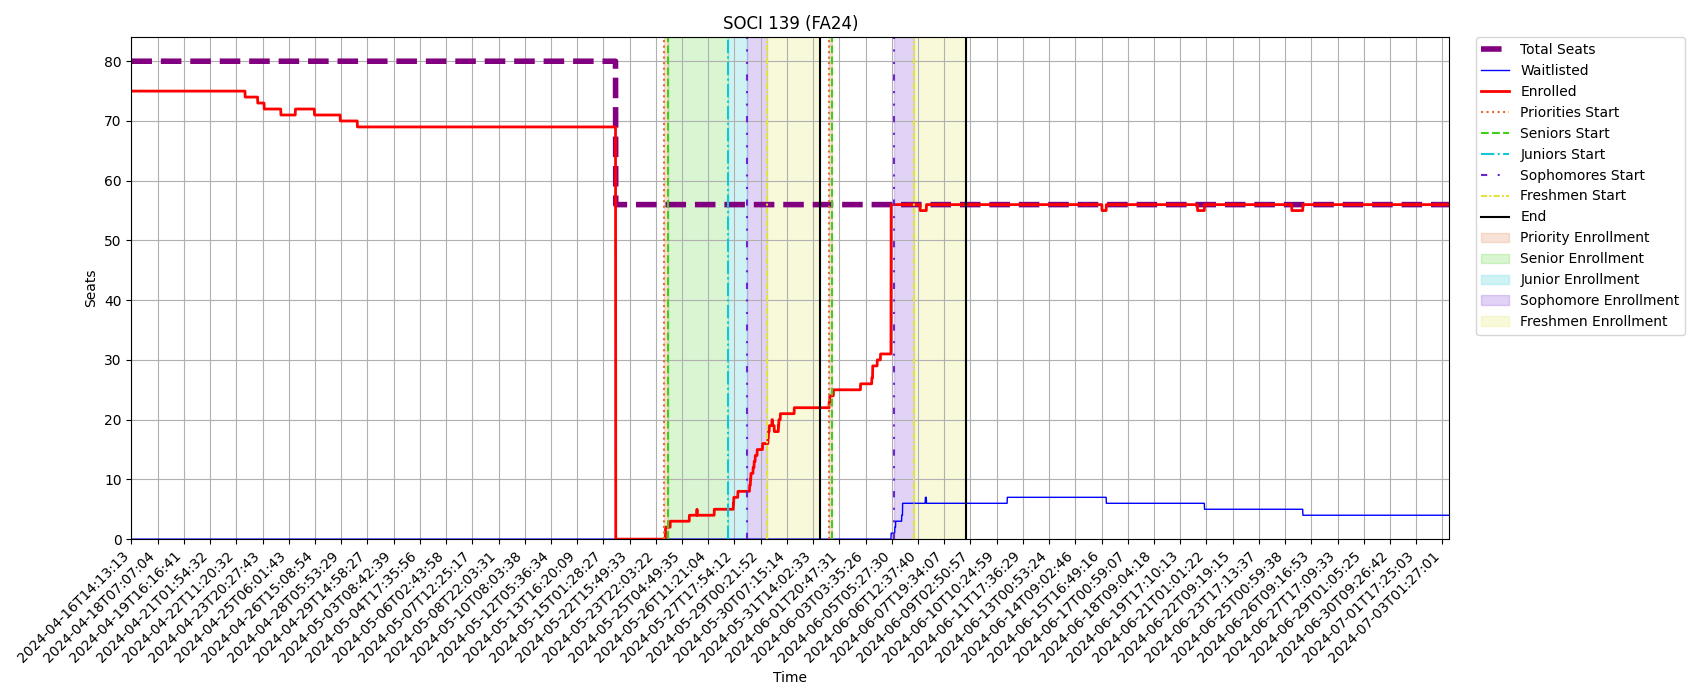 SOCI 139 (FA24)
Seats
80
70
60
50
40
30
20
10
0
2024-04-16T14:13:13
2024-04-18T07:07:04
2024-04-19T16:16:41
2024-04-21T01:54:32
2024-04-22T11:20:32
2024-04-23T20:27:43
2024-04-25T06:01:43
2024-04-26T15:08:54
2024-04-28T05:53:29
2024-04-29T14:58:27
2024-05-03T08:42:39
2024-05-04T17:35:56
2024-05-06T02:43:58
2024-05-07T12:25:17
2024-05-08T22:03:31
2024-05-10T08:03:38
2024-05-12T05:36:34
2024-05-13T16:20:09
2024-05-15T01:28:27
2024-05-22T15:49:33
2024-05-23T22:03:22
2024-05-25T04:49:35
2024-05-26T11:21:04
2024-05-27T17:54:12
2024-05-29T00:21:52
2024-05-30T07:15:14
2024-05-31T14:02:33
2024-06-01T20:47:31
2024-06-03T03:35:26
2024-06-05T05:27:30
2024-06-06T12:37:40
2024-06-07T19:34:07
2024-06-09T02:50:57
2024-06-10T10:24:59
2024-06-11T17:36:29
2024-06-13T00:53:24
2024-06-14T09:02:46
2024-06-15T16:49:16
2024-06-17T00:59:07
2024-06-18T09:04:18
2024-06-19T17:10:13
2024-06-21T01:01:22
2024-06-22T09:19:15
2024-06-23T17:13:37
2024-06-25T00:59:38
2024-06-26T09:16:53
2024-06-27T17:09:33
2024-06-29T01:05:25
2024-06-30T09:26:42
2024-07-01T17:25:03
2024-07-03T01:27:01
Time
Total Seats
Waitlisted
Enrolled
Priorities Start
Seniors Start
Juniors Start
Sophomores Start
Freshmen Start
End
Priority Enrollment
Senior Enrollment
Junior Enrollment
Sophomore Enrollment
Freshmen Enrollment